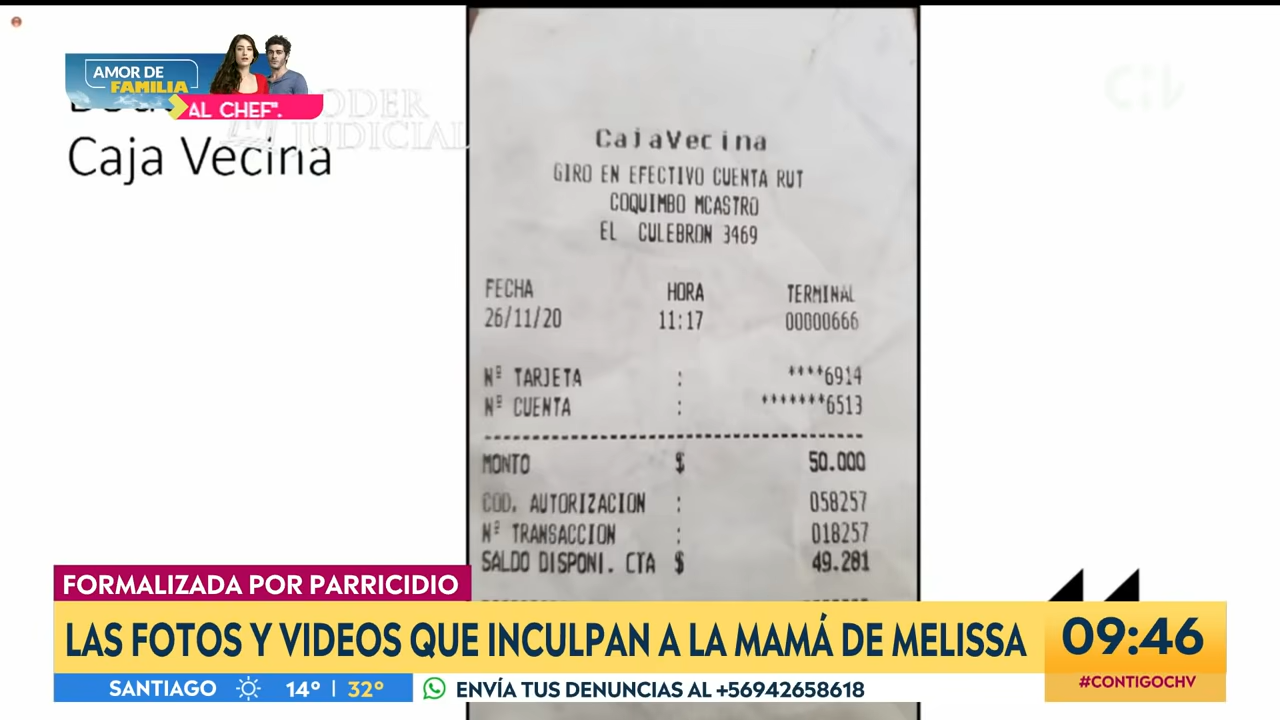 AMOR DE
FAMILIA
AL CHEF".
PODER
JUDICIAL
CHV
Caja Vecina
CajaVecina
GIRO EN EFECTIVO CUENTA RUT
COQUIMBO MCASTRO
EL CULEBRON 3469
FECHA HORA TERMINAL
26/11/20 11:17 00000666
Nº TARJETA : ****6914
Nº CUENTA : *******6513
MONTO $ 50.000
COD. AUTORIZACION : 058257
Nº TRANSACCION : 018257
SALDO DISPONI. CTA $ 49.281
FORMALIZADA POR PARRICIDIO
LAS FOTOS Y VIDEOS QUE INCULPAN A LA MAMÁ DE MELISSA
09:46
SANTIAGO 14° | 32° ENVÍA TUS DENUNCIAS AL +56942658618
#CONTIGOCHV